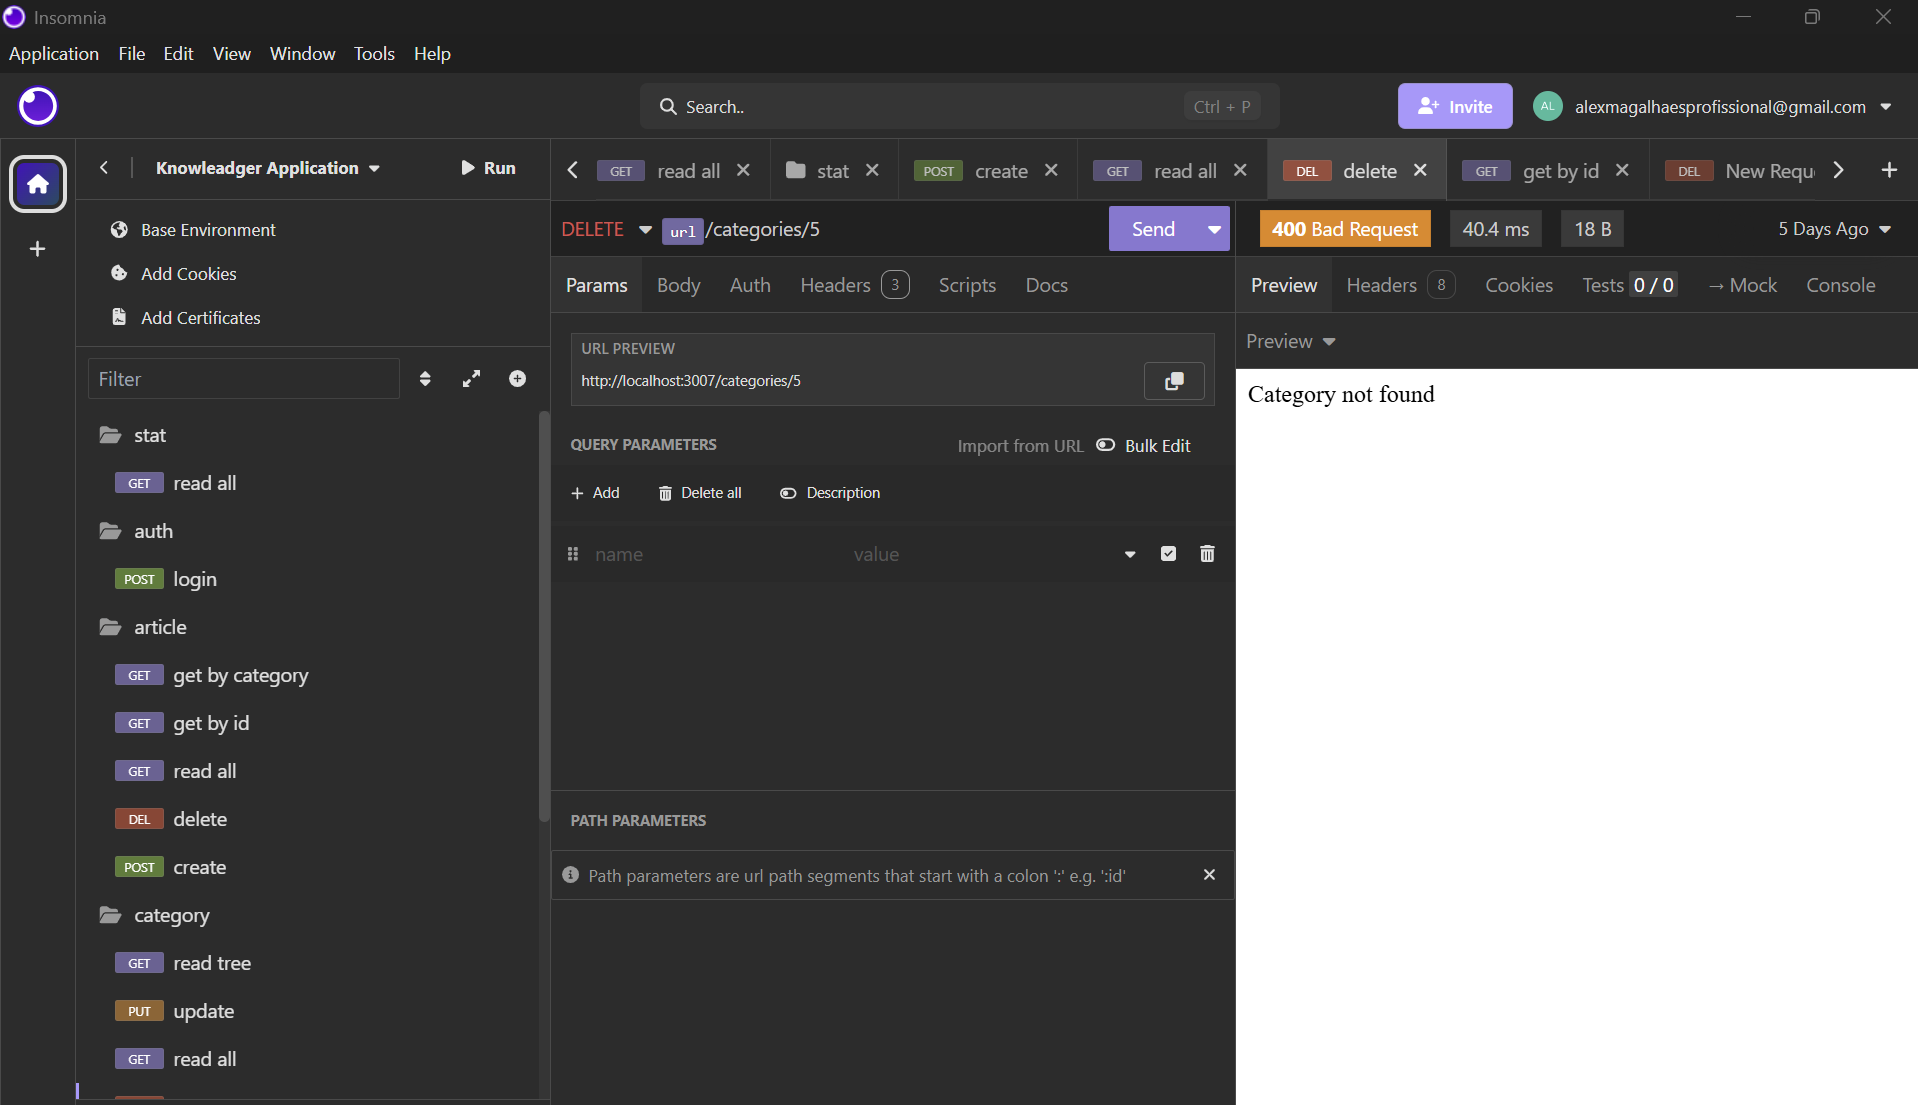 Insomnia
Application File Edit View Window Tools Help
Search.. Ctrl + P Invite AL alexmagalhaesprofissional@gmail.com
Knowleadger Application Run
GET read all stat POST create GET read all DEL delete GET get by id DEL New Requ
Base Environment
Add Cookies
Add Certificates
Filter
stat
GET read all
auth
POST login
article
GET get by category
GET get by id
GET read all
DEL delete
POST create
category
GET read tree
PUT update
GET read all
DELETE url /categories/5 Send
Params Body Auth Headers 3 Scripts Docs
URL PREVIEW
http://localhost:3007/categories/5
QUERY PARAMETERS Import from URL Bulk Edit
Add Delete all Description
name value
PATH PARAMETERS
Path parameters are url path segments that start with a colon ':' e.g. ':id'
400 Bad Request 40.4 ms 18 B 5 Days Ago
Preview Headers 8 Cookies Tests 0 / 0 → Mock Console
Preview
Category not found